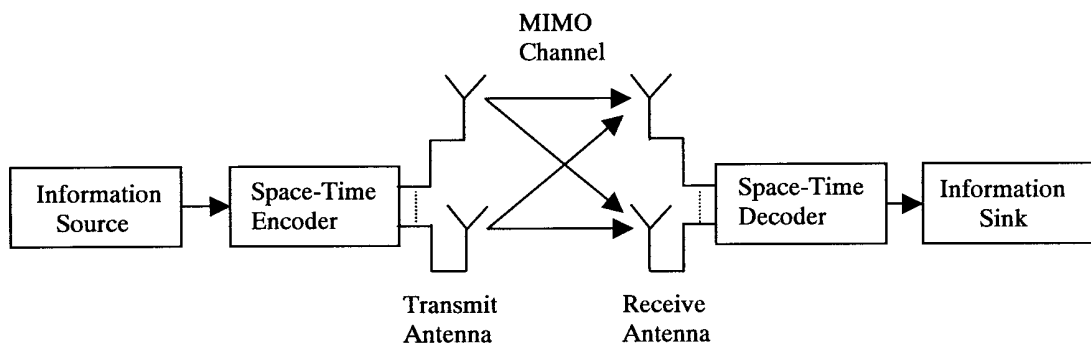 MIMO
Channel
Information
Source
Space-Time
Encoder
Space-Time
Decoder
Information
Sink
Transmit
Antenna
Receive
Antenna